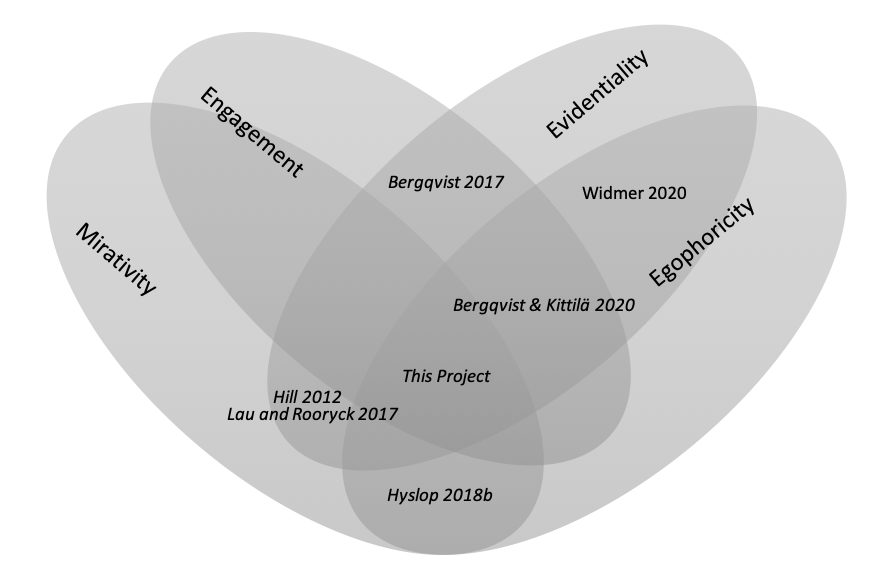 Engagement
Evidentiality
Bergqvist 2017
Widmer 2020
Mirativity
Egophoricity
Bergqvist & Kittilä 2020
This Project
Hill 2012
Lau and Rooryck 2017
Hyslop 2018b